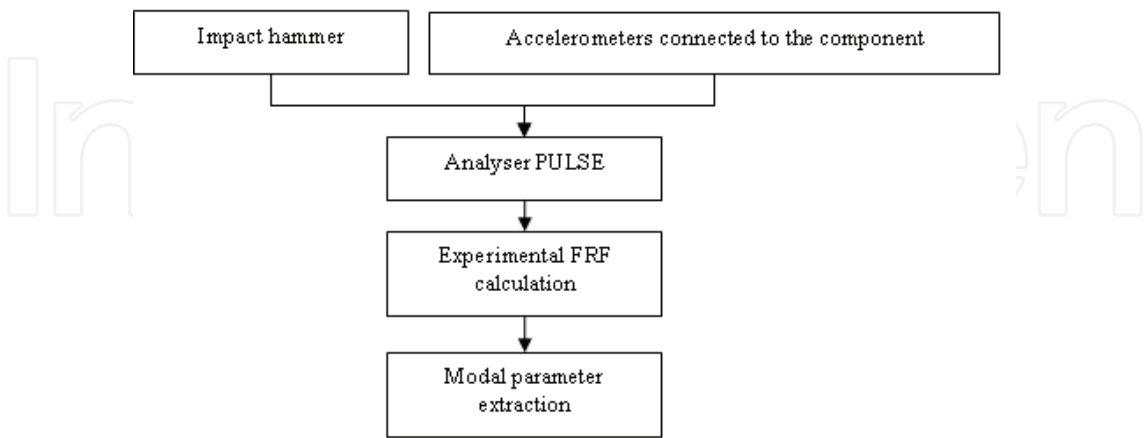 Impact hammer
Accelerometers connected to the component
Analyser PULSE
Experimental FRF
calculation
Modal parameter
extraction